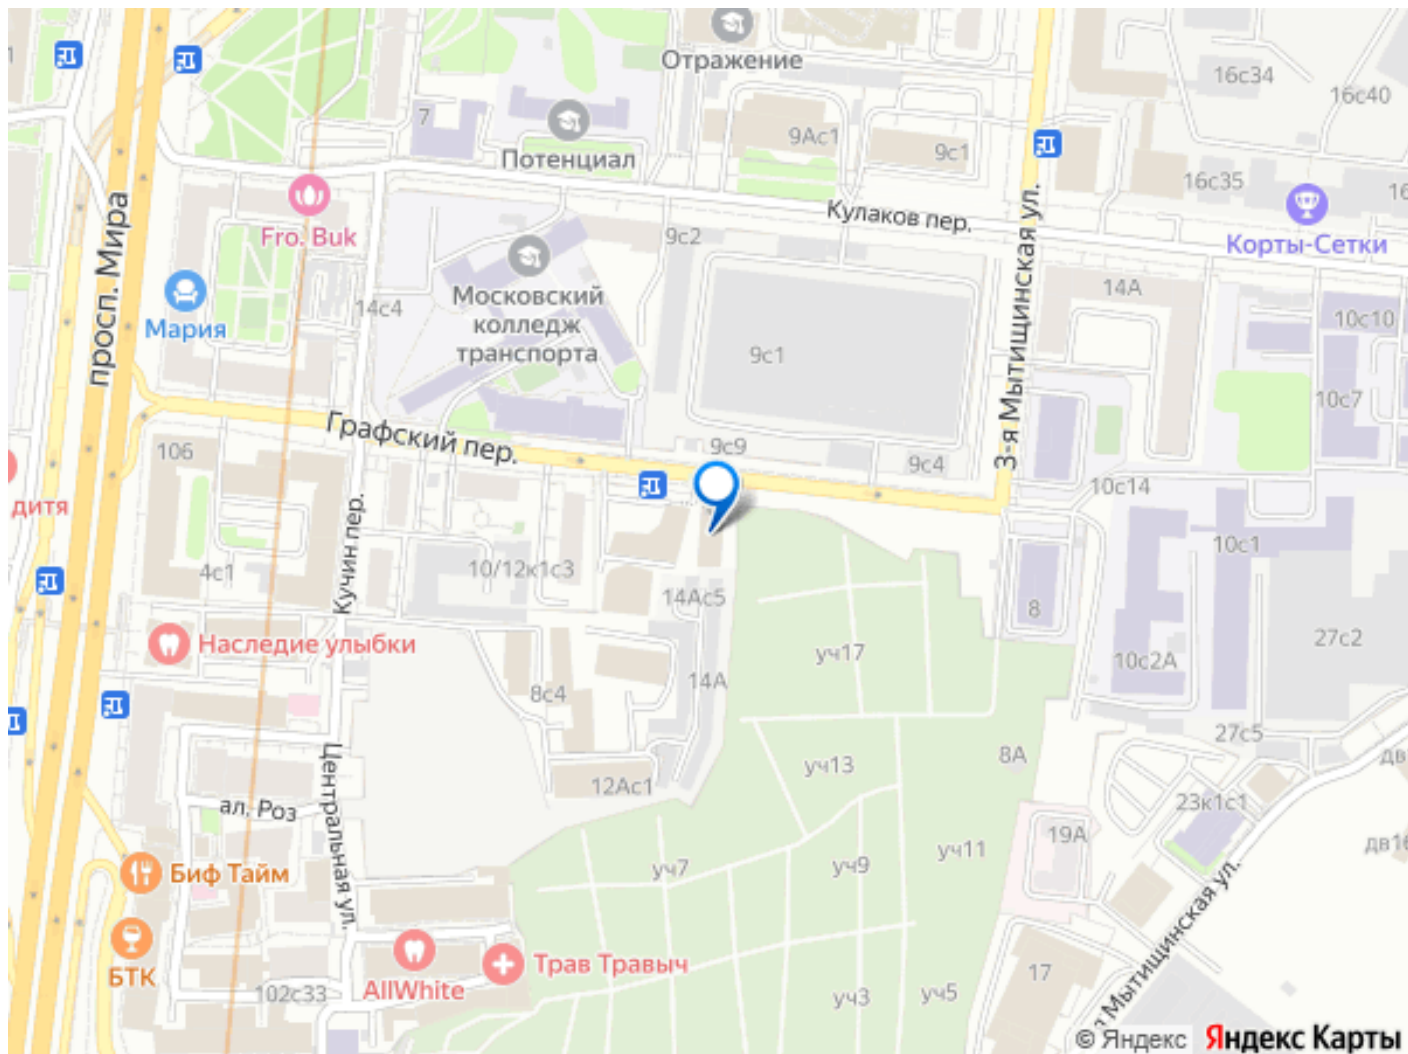 Отражение
16с34
16с40
7
9Ас1
9с1
Потенциал
16с35
16
Кулаков пер.
Fro. Buk
9с2
Корты-Сетки
просп. Мира
3-я Мытищинская ул.
14А
Московский
колледж
транспорта
14с4
10с10
Мария
9с1
10с7
Графский пер.
106
9с9
9с4
10с14
дитя
Кучин пер.
10с1
4с1
10/12к1с3
14Ас5
8
27с2
Наследие улыбки
уч17
10с2А
14А
8с4
27с5
Центральная ул.
уч13
8А
дв
12Ас1
23к1с1
ал. Роз
19А
дв16
уч11
Биф Тайм
уч7
уч9
Мытищинская ул.
БТК
AllWhite
Трав Травыч
17
102с33
уч3
уч5
© Яндекс
Яндекс Карты